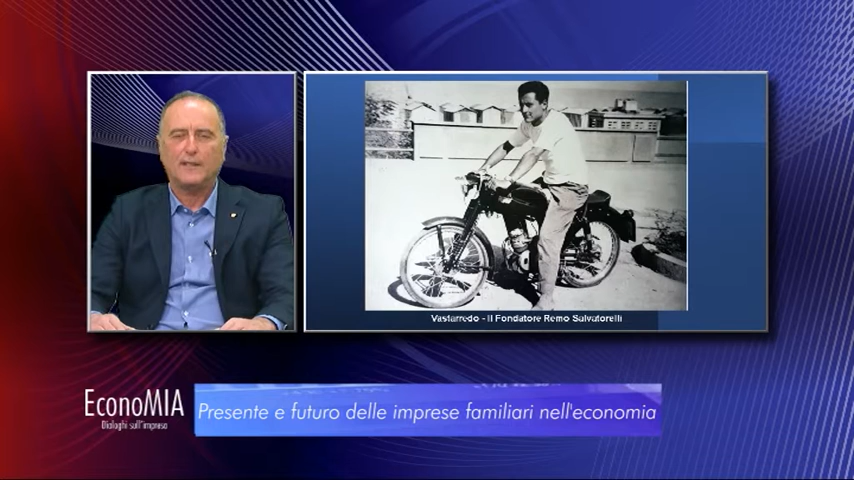 Vastarredo - Il Fondatore Remo Salvatorelli
EconoMIA
Dialoghi sull'impresa
Presente e futuro delle imprese familiari nell'economia